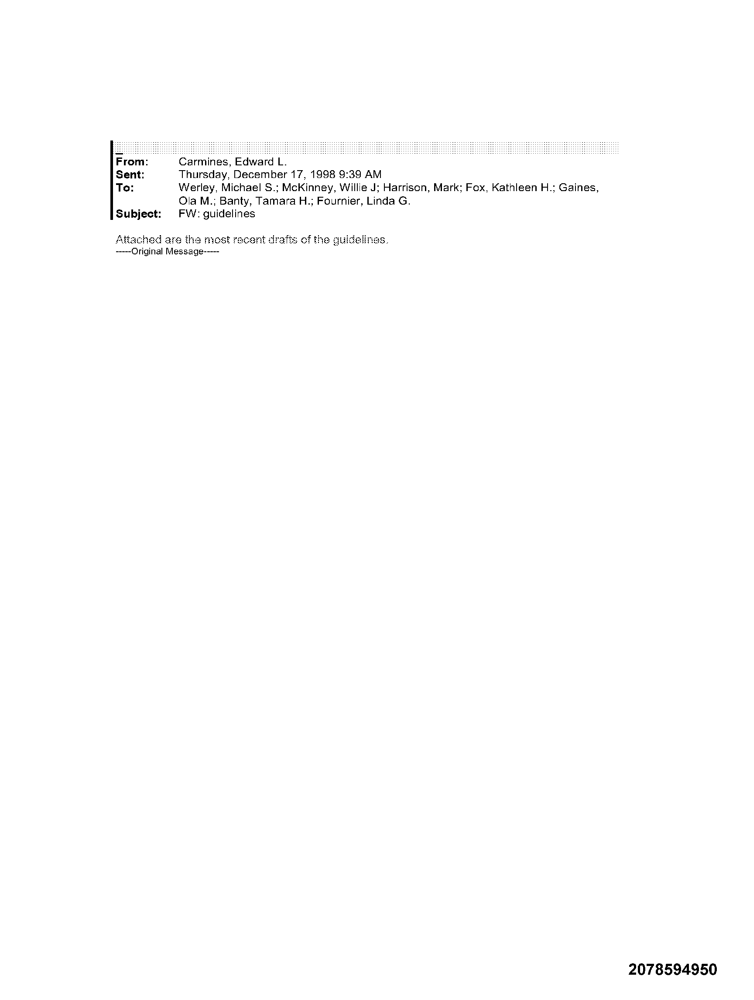 From: Carmines, Edward L.
Sent: Thursday, December 17, 1998 9:39 AM
To: Werley, Michael S.; McKinney, Willie J; Harrison, Mark; Fox, Kathleen H.; Gaines,
Ola M.; Banty, Tamara H.; Fournier, Linda G.
Subject: FW: guidelines
Attached are the most recent drafts of the guidelines.
-----Original Message-----
2078594950